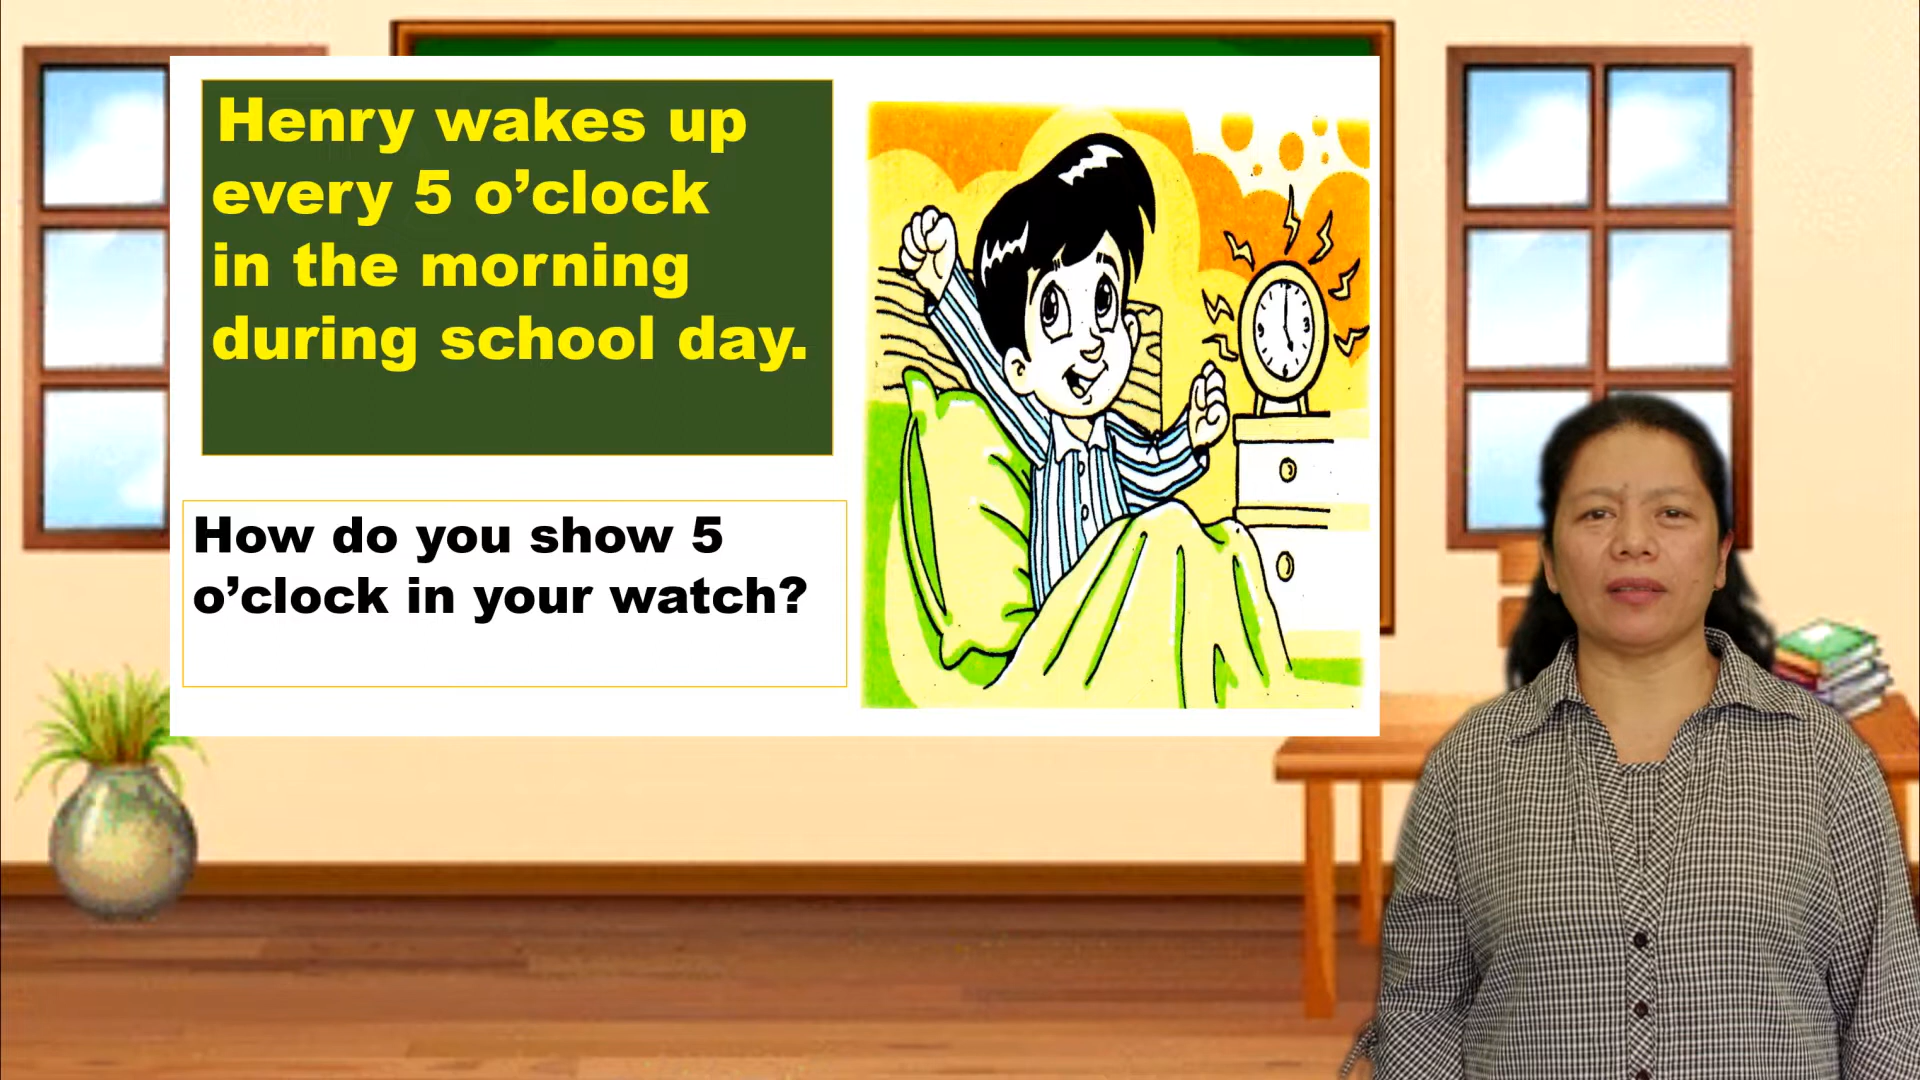 Henry wakes up
every 5 o’clock
in the morning
during school day.
How do you show 5
o’clock in your watch?